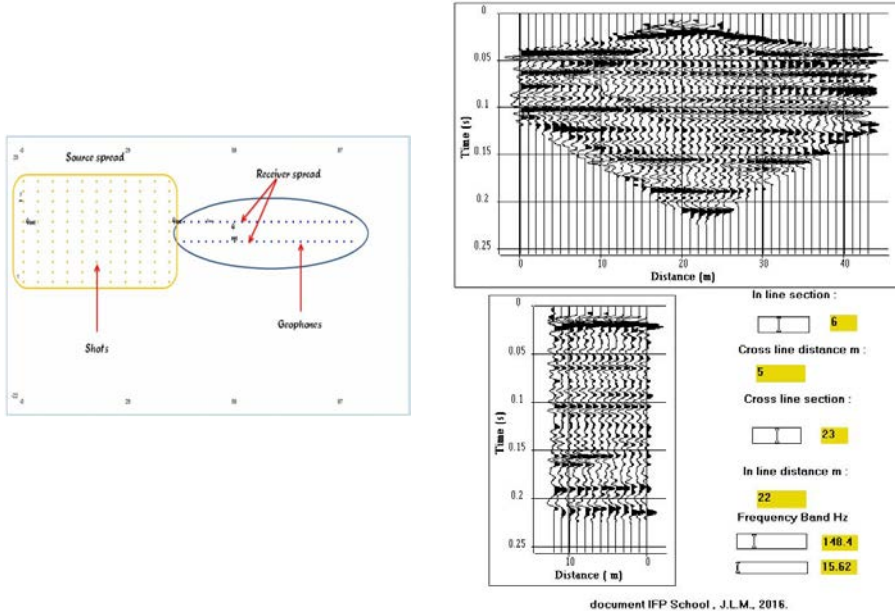 Source spread
Receiver spread
Geophones
Shots
0
0.05
0.1
0.15
0.2
0.25
Time (s)
0
10
20
30
40
Distance (m)
0
0.05
0.1
0.15
0.2
0.25
Time (s)
10
0
Distance ( m)
In line section :
6
Cross line distance m :
5
Cross line section :
23
In line distance m :
22
Frequency Band Hz
148.4
15.62
document IFP School , J.L.M., 2016.